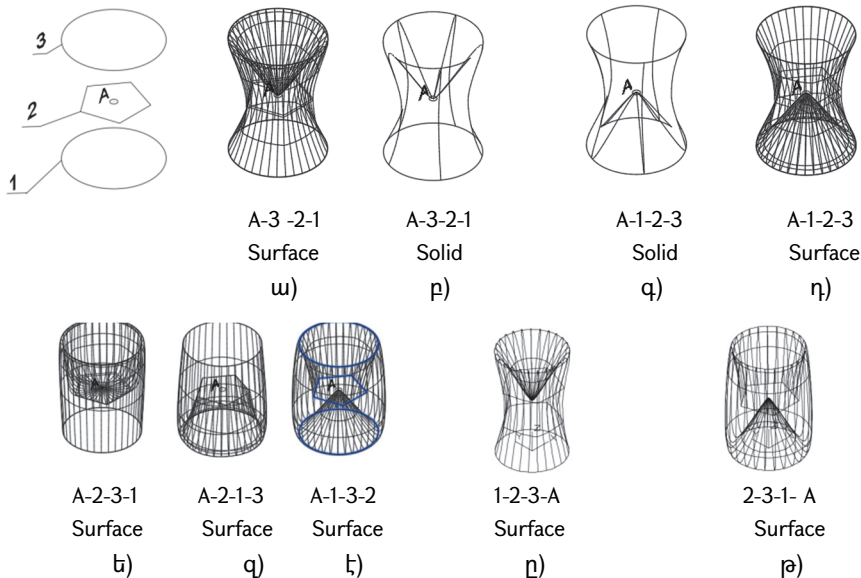 3
2
A
1
A
A
A
A
A-3 -2-1
Surface
ա)
A-3-2-1
Solid
բ)
A-1-2-3
Solid
գ)
A-1-2-3
Surface
դ)
A
A
A
A-2-3-1
Surface
ե)
A-2-1-3
Surface
զ)
A-1-3-2
Surface
է)
1-2-3-A
Surface
ը)
2-3-1- A
Surface
թ)